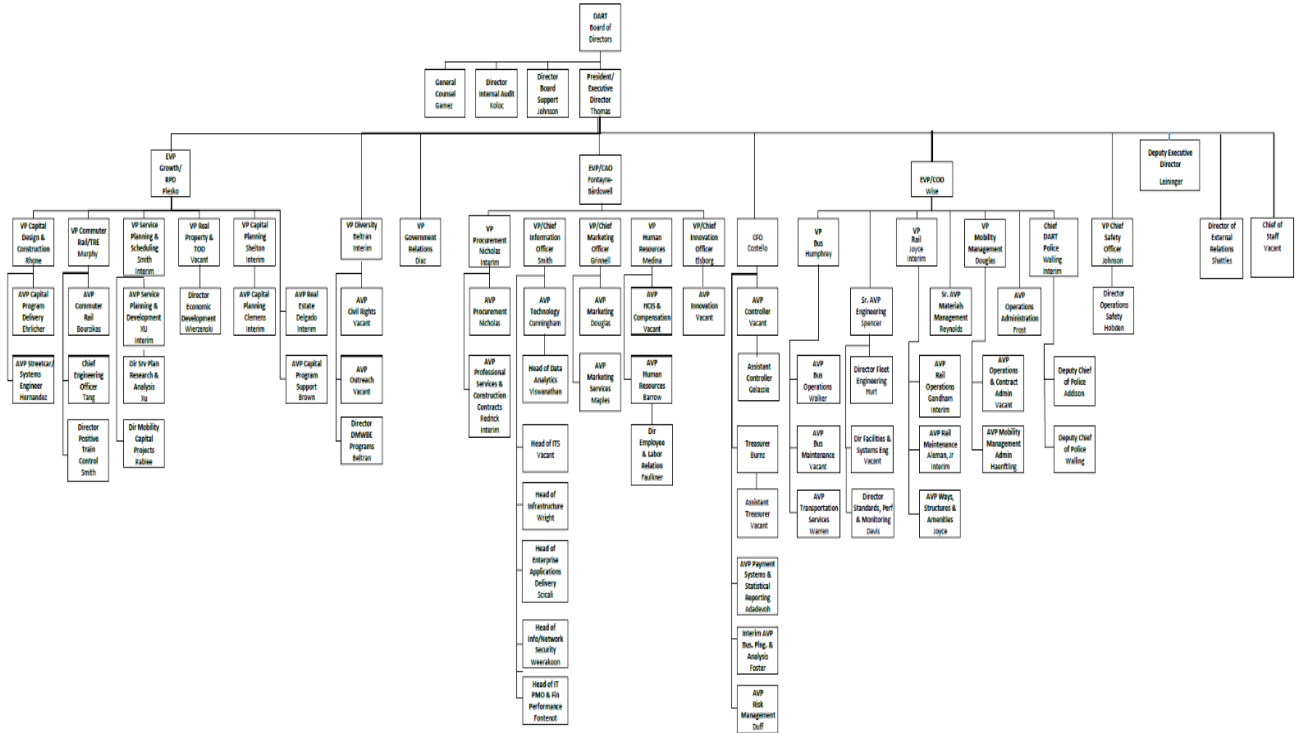 DART
Board of
Directors
General
Counsel
Gamez
Director
Internal Audit
Koloc
Director
Board
Support
Johnson
President/
Executive
Director
Thomas
EVP
Growth/
RPD
Plesko
EVP/CAO
Fontayne-
Birdowell
EVP/COO
Wise
Deputy Executive
Director
Leininger
VP Capital
Design &
Construction
Rhone
VP Commuter
Rail/TRE
Murphy
VP Service
Planning &
Scheduling
Smith
Interim
VP Real
Property &
TOD
Vacant
VP Capital
Planning
Shelton
Interim
VP Diversity
Beltran
Interim
VP
Government
Relations
Diaz
VP
Procurement
Nicholas
Interim
VP/Chief
Information
Officer
Smith
VP/Chief
Marketing
Officer
Grinnell
VP
Human
Resources
Medina
VP/Chief
Innovation
Officer
Elsborg
CFO
Costello
VP
Bus
Humphrey
VP
Rail
Joyce
Interim
VP
Mobility
Management
Douglas
Chief
DART
Police
Walling
Interim
VP Chief
Safety
Officer
Johnson
Director of
External
Relations
Shattles
Chief of
Staff
Vacant
AVP Capital
Program
Delivery
Ehrlicher
AVP
Commuter
Rail
Bourzikas
AVP Service
Planning &
Development
XU
Interim
Director
Economic
Development
Wierzenski
AVP Capital
Planning
Clemens
Interim
AVP Real
Estate
Delgado
Interim
AVP
Civil Rights
Vacant
AVP
Procurement
Nicholas
AVP
Technology
Cunningham
AVP
Marketing
Douglas
AVP
HCIS &
Compensation
Vacant
AVP
Innovation
Vacant
AVP
Controller
Vacant
Sr. AVP
Engineering
Spencer
Sr. AVP
Materials
Management
Reynolds
AVP
Operations
Administration
Frost
Director
Operations
Safety
Hobden
AVP Streetcar/
Systems
Engineer
Hernandez
Chief
Engineering
Officer
Tang
Dir Srv Plan
Research &
Analysis
Xu
AVP Capital
Program
Support
Brown
AVP
Outreach
Vacant
AVP
Professional
Services &
Construction
Contracts
Redrick
Interim
Head of Data
Analytics
Viswanathan
AVP
Marketing
Services
Maples
AVP
Human
Resources
Barrow
Assistant
Controller
Galassie
AVP
Bus
Operations
Walker
Director Fleet
Engineering
Hurt
AVP
Rail
Operations
Gandham
Interim
AVP
Operations
& Contract
Admin
Vacant
Deputy Chief
of Police
Addison
Director
Positive
Train
Control
Smith
Dir Mobility
Capital
Projects
Rabiee
Director
DMWBE
Programs
Beltran
Head of ITS
Vacant
Dir
Employee
& Labor
Relation
Faulkner
Treasurer
Burns
AVP
Bus
Maintenance
Vacant
Dir Facilities &
Systems Eng
Vacant
AVP Rail
Maintenance
Aleman, Jr
Interim
AVP Mobility
Management
Admin
Haenftling
Deputy Chief
of Police
Walling
Head of
Infrastructure
Wright
Assistant
Treasurer
Vacant
AVP
Transportation
Services
Warren
Director
Standards, Perf
& Monitoring
Davis
AVP Ways,
Structures &
Amenities
Joyce
Head of
Enterprise
Applications
Delivery
Scicali
AVP Payment
Systems &
Statistical
Reporting
Adadevoh
Head of
Info/Network
Security
Weerakoon
Interim AVP
Bus. Plng. &
Analysis
Foster
Head of IT
PMO & Fin
Performance
Fontenot
AVP
Risk
Management
Duff